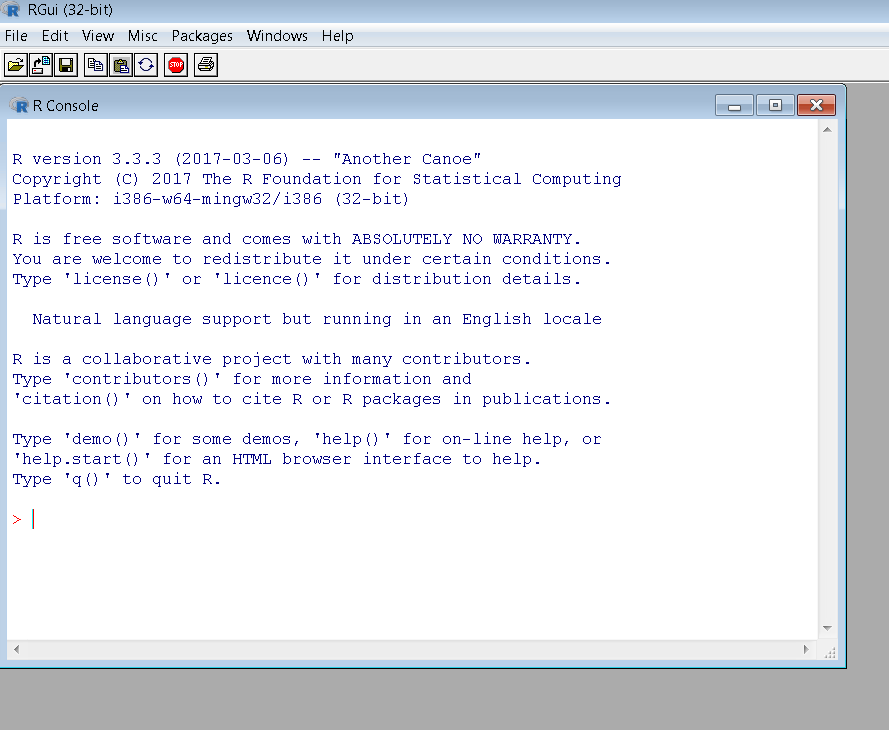 RGui (32-bit)
File Edit View Misc Packages Windows Help
STOP
R Console
R version 3.3.3 (2017-03-06) -- "Another Canoe"
Copyright (C) 2017 The R Foundation for Statistical Computing
Platform: i386-w64-mingw32/i386 (32-bit)
R is free software and comes with ABSOLUTELY NO WARRANTY.
You are welcome to redistribute it under certain conditions.
Type 'license()' or 'licence()' for distribution details.
Natural language support but running in an English locale
R is a collaborative project with many contributors.
Type 'contributors()' for more information and
'citation()' on how to cite R or R packages in publications.
Type 'demo()' for some demos, 'help()' for on-line help, or
'help.start()' for an HTML browser interface to help.
Type 'q()' to quit R.
>